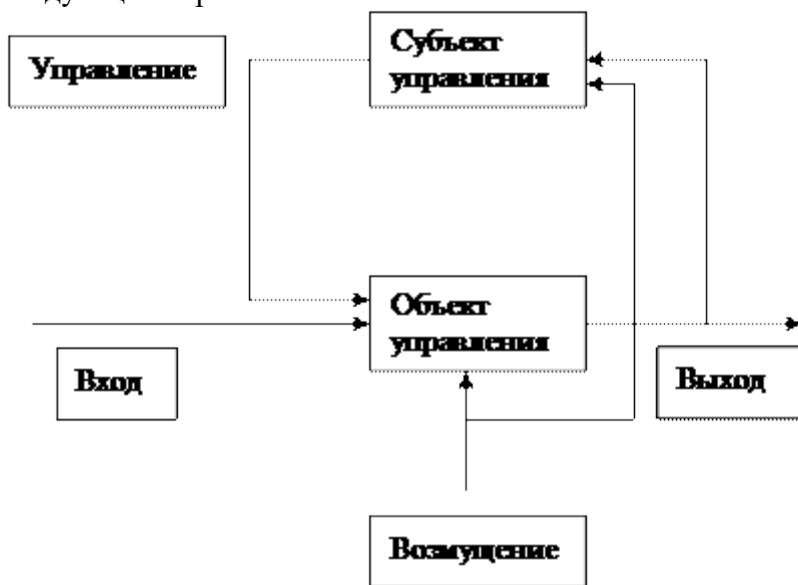 Субъект
управления
Управление
Объект
управления
Вход
Выход
Возмущение